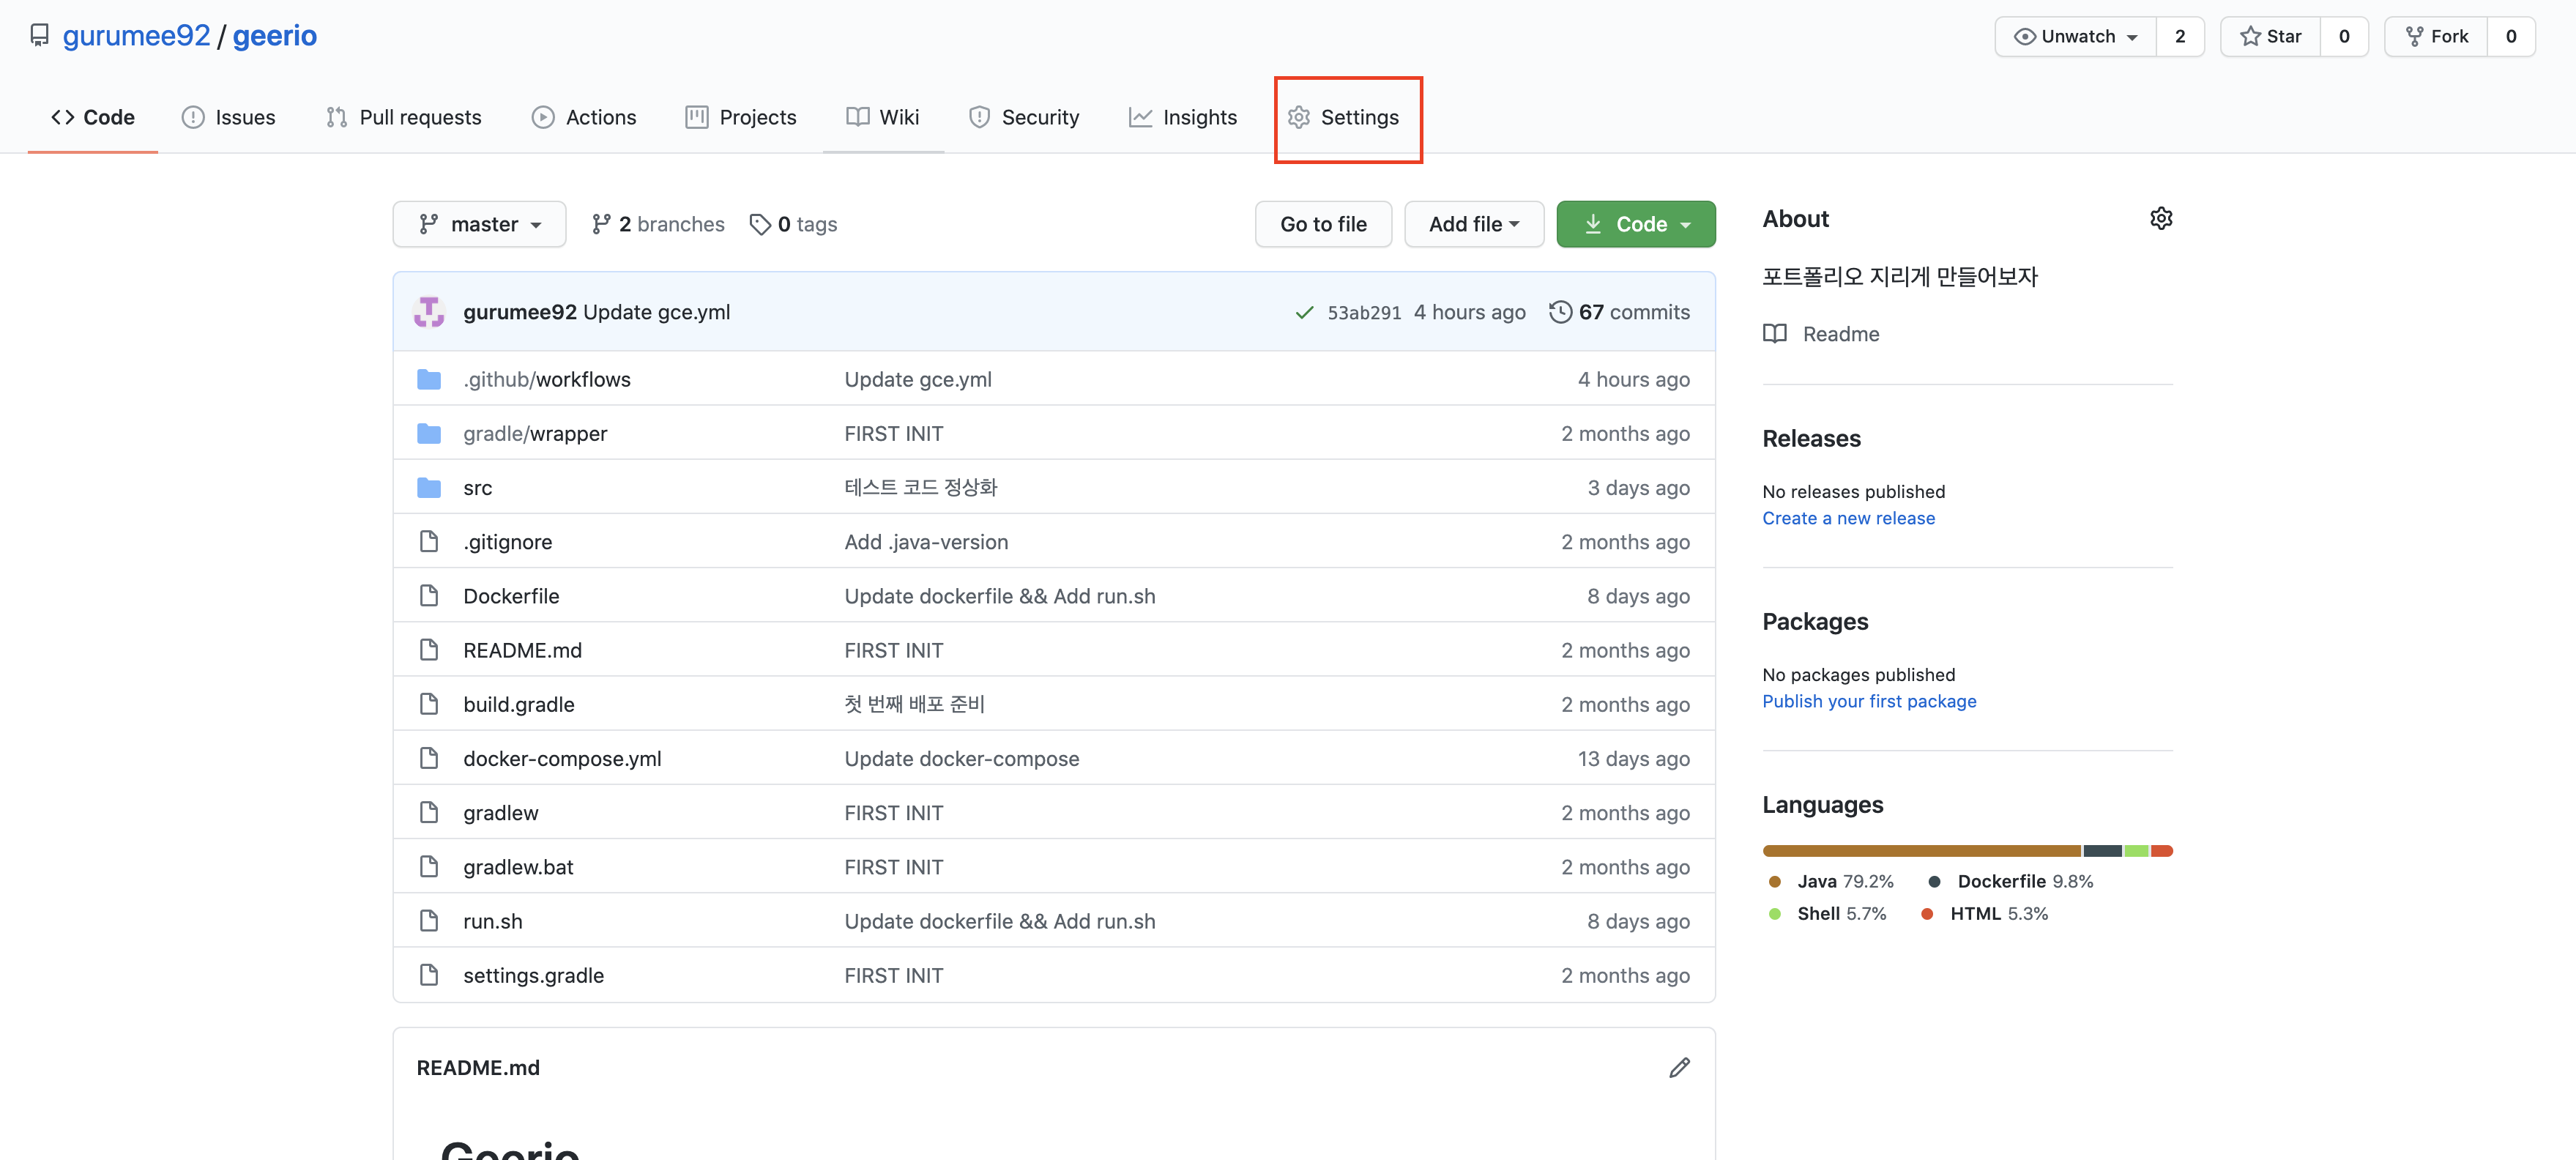 gurumee92 / geerio
Unwatch 2 Star 0 Fork 0
Code Issues Pull requests Actions Projects Wiki Security Insights Settings
master 2 branches 0 tags Go to file Add file Code
gurumee92 Update gce.yml 53ab291 4 hours ago 67 commits
.github/workflows Update gce.yml 4 hours ago
gradle/wrapper FIRST INIT 2 months ago
src 테스트 코드 정상화 3 days ago
.gitignore Add .java-version 2 months ago
Dockerfile Update dockerfile && Add run.sh 8 days ago
README.md FIRST INIT 2 months ago
build.gradle 첫 번째 배포 준비 2 months ago
docker-compose.yml Update docker-compose 13 days ago
gradlew FIRST INIT 2 months ago
gradlew.bat FIRST INIT 2 months ago
run.sh Update dockerfile && Add run.sh 8 days ago
settings.gradle FIRST INIT 2 months ago
README.md
Geerio
About
포트폴리오 지리게 만들어보자
Readme
Releases
No releases published
Create a new release
Packages
No packages published
Publish your first package
Languages
Java 79.2% Dockerfile 9.8%
Shell 5.7% HTML 5.3%